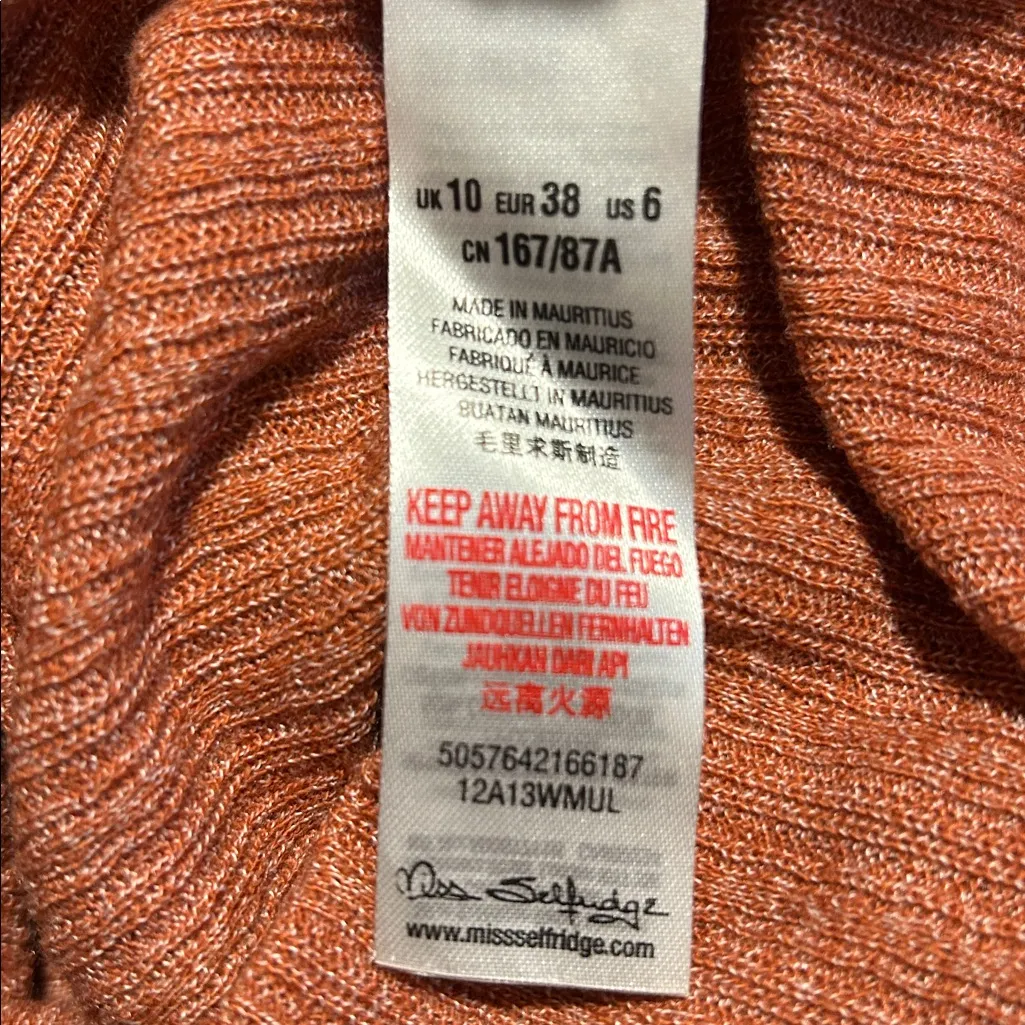 UK 10 EUR 38 US 6
CN 167/87A
MADE IN MAURITIUS
FABRICADO EN MAURICIO
FABRIQUÉ À MAURICE
HERGESTELLT IN MAURITIUS
BUATAN MAURITIUS
毛里求斯制造
KEEP AWAY FROM FIRE
MANTENER ALEJADO DEL FUEGO
TENIR ELOIGNE DU FEU
VON ZUNDQUELLEN FERNHALTEN
JAUHKAN DARI API
远离火源
5057642166187
12A13WMUL
Miss Selfridge
www.missselfridge.com